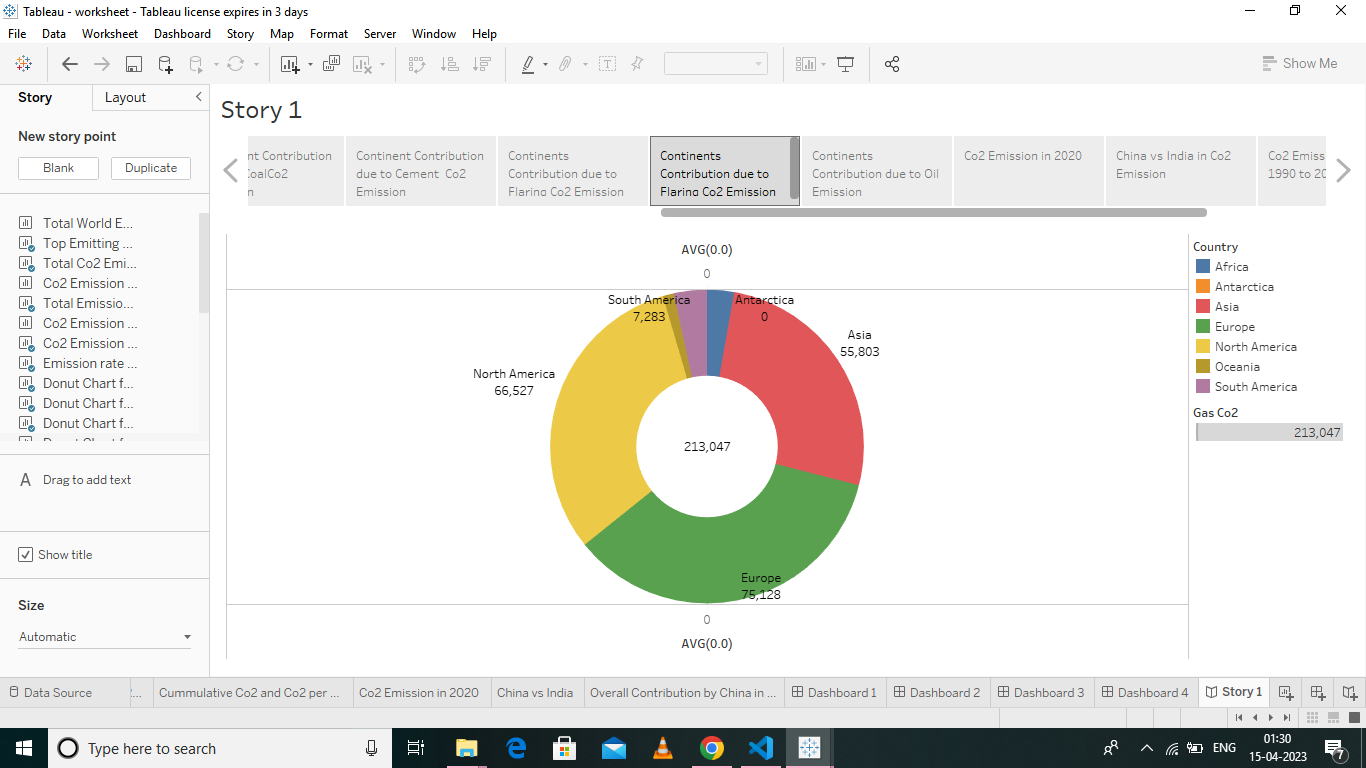 Tableau - worksheet - Tableau license expires in 3 days
File Data Worksheet Dashboard Story Map Format Server Window Help
Show Me
Story Layout
New story point
Blank Duplicate
Total World E...
Top Emitting ...
Total Co2 Emi...
Co2 Emission ...
Total Emissio...
Co2 Emission ...
Co2 Emission ...
Emission rate ...
Donut Chart f...
Donut Chart f...
Donut Chart f...
A Drag to add text
Show title
Size
Automatic
Story 1
nt Contribution
CoalCo2
n
Continent Contribution
due to Cement Co2
Emission
Continents
Contribution due to
Flaring Co2 Emission
Continents
Contribution due to
Flaring Co2 Emission
Continents
Contribution due to Oil
Emission
Co2 Emission in 2020
China vs India in Co2
Emission
Co2 Emiss
1990 to 20
AVG(0.0)
0
South America
7,283
Antarctica
0
Asia
55,803
North America
66,527
213,047
Europe
75,128
0
AVG(0.0)
Country
Africa
Antarctica
Asia
Europe
North America
Oceania
South America
Gas Co2
213,047
Data Source ... Cummulative Co2 and Co2 per ... Co2 Emission in 2020 China vs India Overall Contribution by China in ... Dashboard 1 Dashboard 2 Dashboard 3 Dashboard 4 Story 1
Type here to search
ENG
01:30
15-04-2023
7